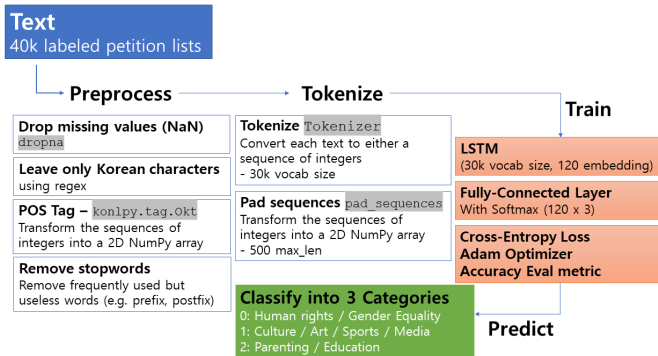 Text
40k labeled petition lists
Preprocess
Drop missing values (NaN)
dropna
Leave only Korean characters
using regex
POS Tag – konlpy.tag.Okt
Transform the sequences of
integers into a 2D NumPy array
Remove stopwords
Remove frequently used but
useless words (e.g. prefix, postfix)
Tokenize
Tokenize Tokenizer
Convert each text to either a
sequence of integers
- 30k vocab size
Pad sequences pad_sequences
Transform the sequences of
integers into a 2D NumPy array
- 500 max_len
Train
LSTM
(30k vocab size, 120 embedding)
Fully-Connected Layer
With Softmax (120 x 3)
Cross-Entropy Loss
Adam Optimizer
Accuracy Eval metric
Predict
Classify into 3 Categories
0: Human rights / Gender Equality
1: Culture / Art / Sports / Media
2: Parenting / Education